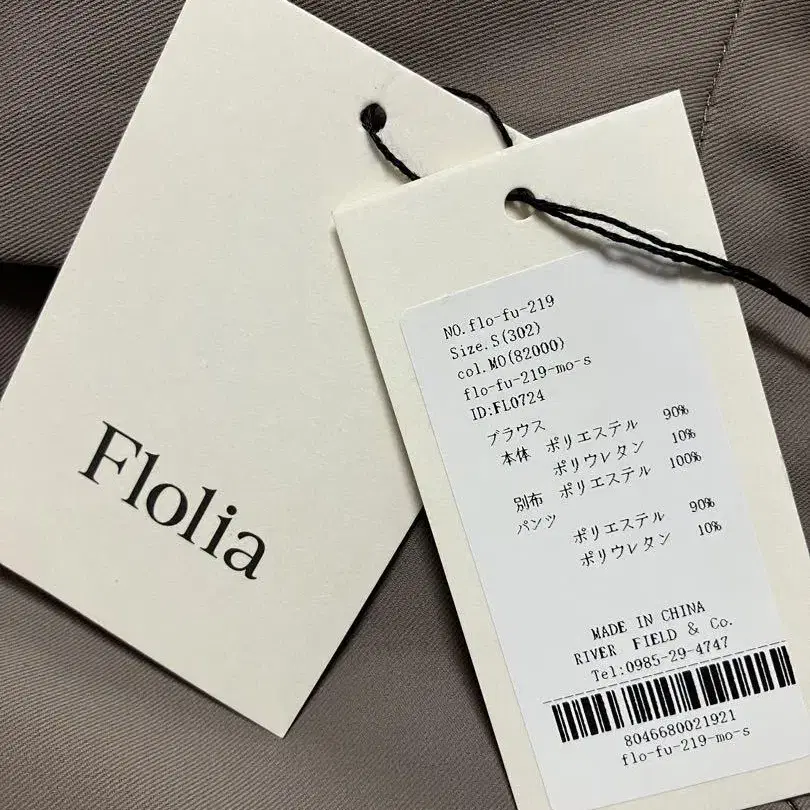 Flolia
NO.flo-fu-219
Size.S(302)
col.MO(82000)
flo-fu-219-mo-s
ID:FL0724
ブラウス
本体 ポリエステル 90%
ポリウレタン 10%
別布 ポリエステル 100%
パンツ
ポリエステル 90%
ポリウレタン 10%
MADE IN CHINA
RIVER FIELD & Co.
Tel:0985-29-4747
8046680021921
flo-fu-219-mo-s